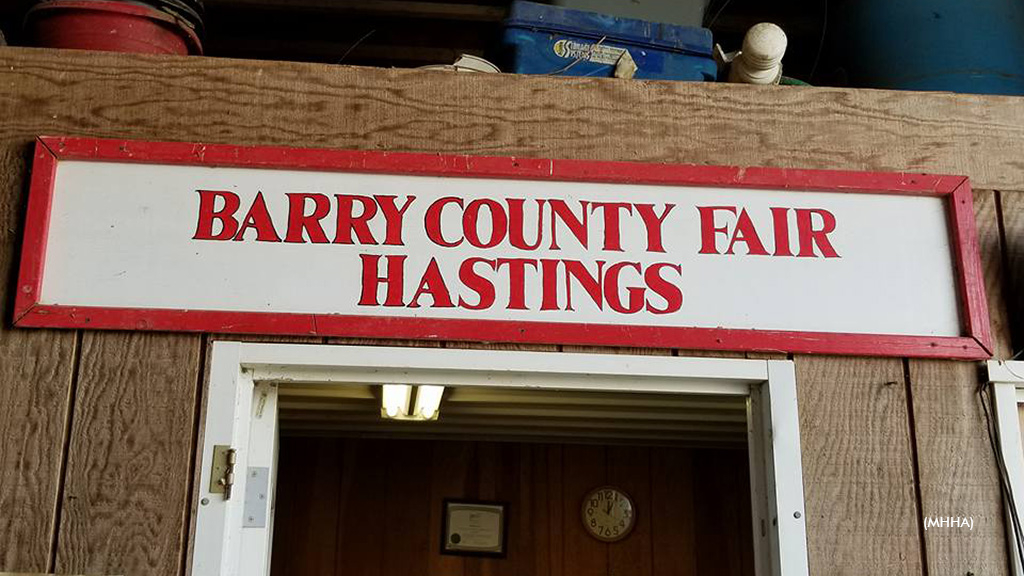 BARRY COUNTY FAIR
HASTINGS
(MHHA)